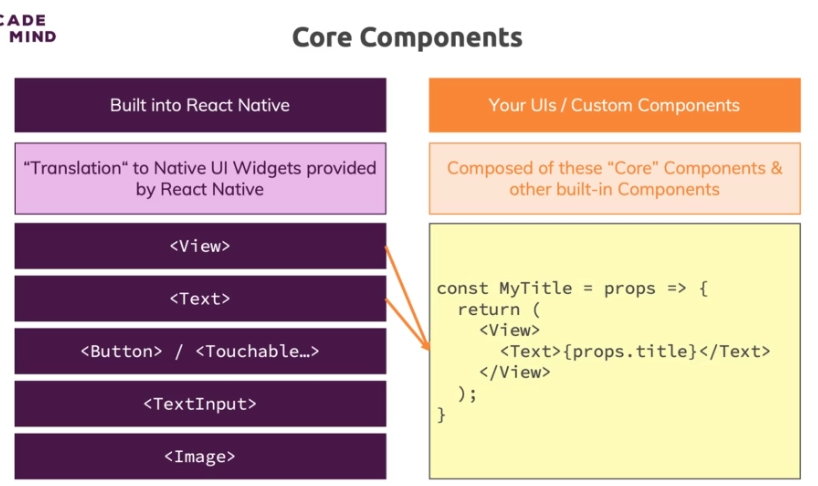 CADE
MIND
Core Components
Built into React Native
“Translation“ to Native UI Widgets provided
by React Native
<View>
<Text>
<Button> / <Touchable…>
<TextInput>
<Image>
Your UIs / Custom Components
Composed of these “Core” Components &
other built-in Components
const MyTitle = props => {
  return (
    <View>
      <Text>{props.title}</Text>
    </View>
  );
}